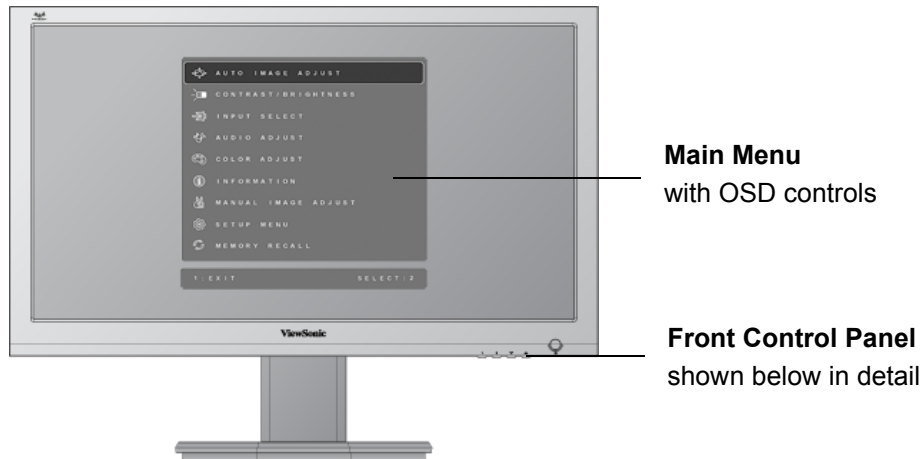 AUTO IMAGE ADJUST
CONTRAST/BRIGHTNESS
INPUT SELECT
AUDIO ADJUST
COLOR ADJUST
INFORMATION
MANUAL IMAGE ADJUST
SETUP MENU
MEMORY RECALL
1:EXIT SELECT:2
ViewSonic
Main Menu
with OSD controls
Front Control Panel
shown below in detail